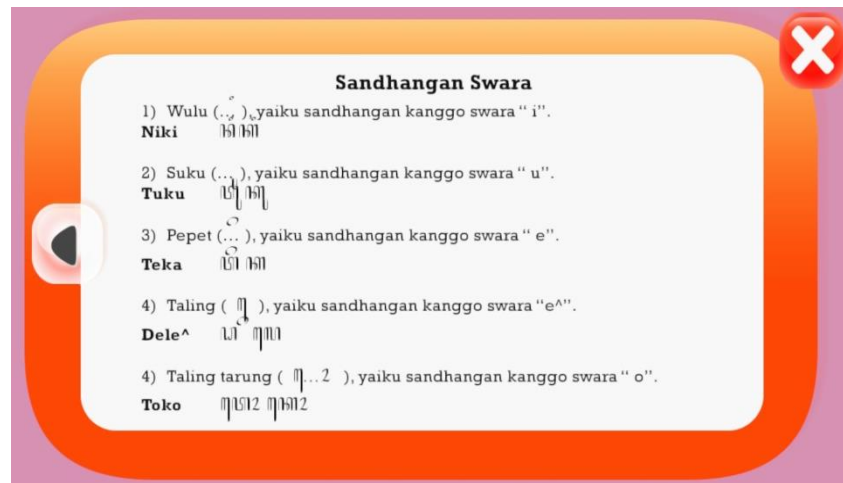 Sandhangan Swara
1) Wulu (..ꦶ.), yaiku sandhangan kanggo swara “ i”.
Niki ꦤꦶꦏꦶ
2) Suku (..ꦸ.), yaiku sandhangan kanggo swara “ u”.
Tuku ꦠꦸꦏꦸ
3) Pepet (..ꦼ. ), yaiku sandhangan kanggo swara “ e”.
Teka ꦠꦼꦏ
4) Taling ( ꦺ ), yaiku sandhangan kanggo swara “e^”.
Dele^ ꦢꦼꦭꦺ
4) Taling tarung ( ꦺ...ꦴ ), yaiku sandhangan kanggo swara “ o”.
Toko ꦠꦺꦴꦏꦺꦴ